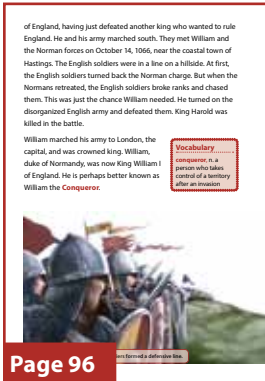 of England, having just defeated another king who wanted to rule
England. He and his army marched south. They met William and
the Norman forces on October 14, 1066, near the coastal town of
Hastings. The English soldiers were in a line on a hillside. At first,
the English soldiers turned back the Norman charge. But when the
Normans retreated, the English soldiers broke ranks and chased
them. This was just the chance William needed. He turned on the
disorganized English army and defeated them. King Harold was
killed in the battle.
William marched his army to London, the
capital, and was crowned king. William,
duke of Normandy, was now King William I
of England. He is perhaps better known as
William the Conqueror.
Vocabulary
conqueror, n. a
person who takes
control of a territory
after an invasion
formed a defensive line.
Page 96